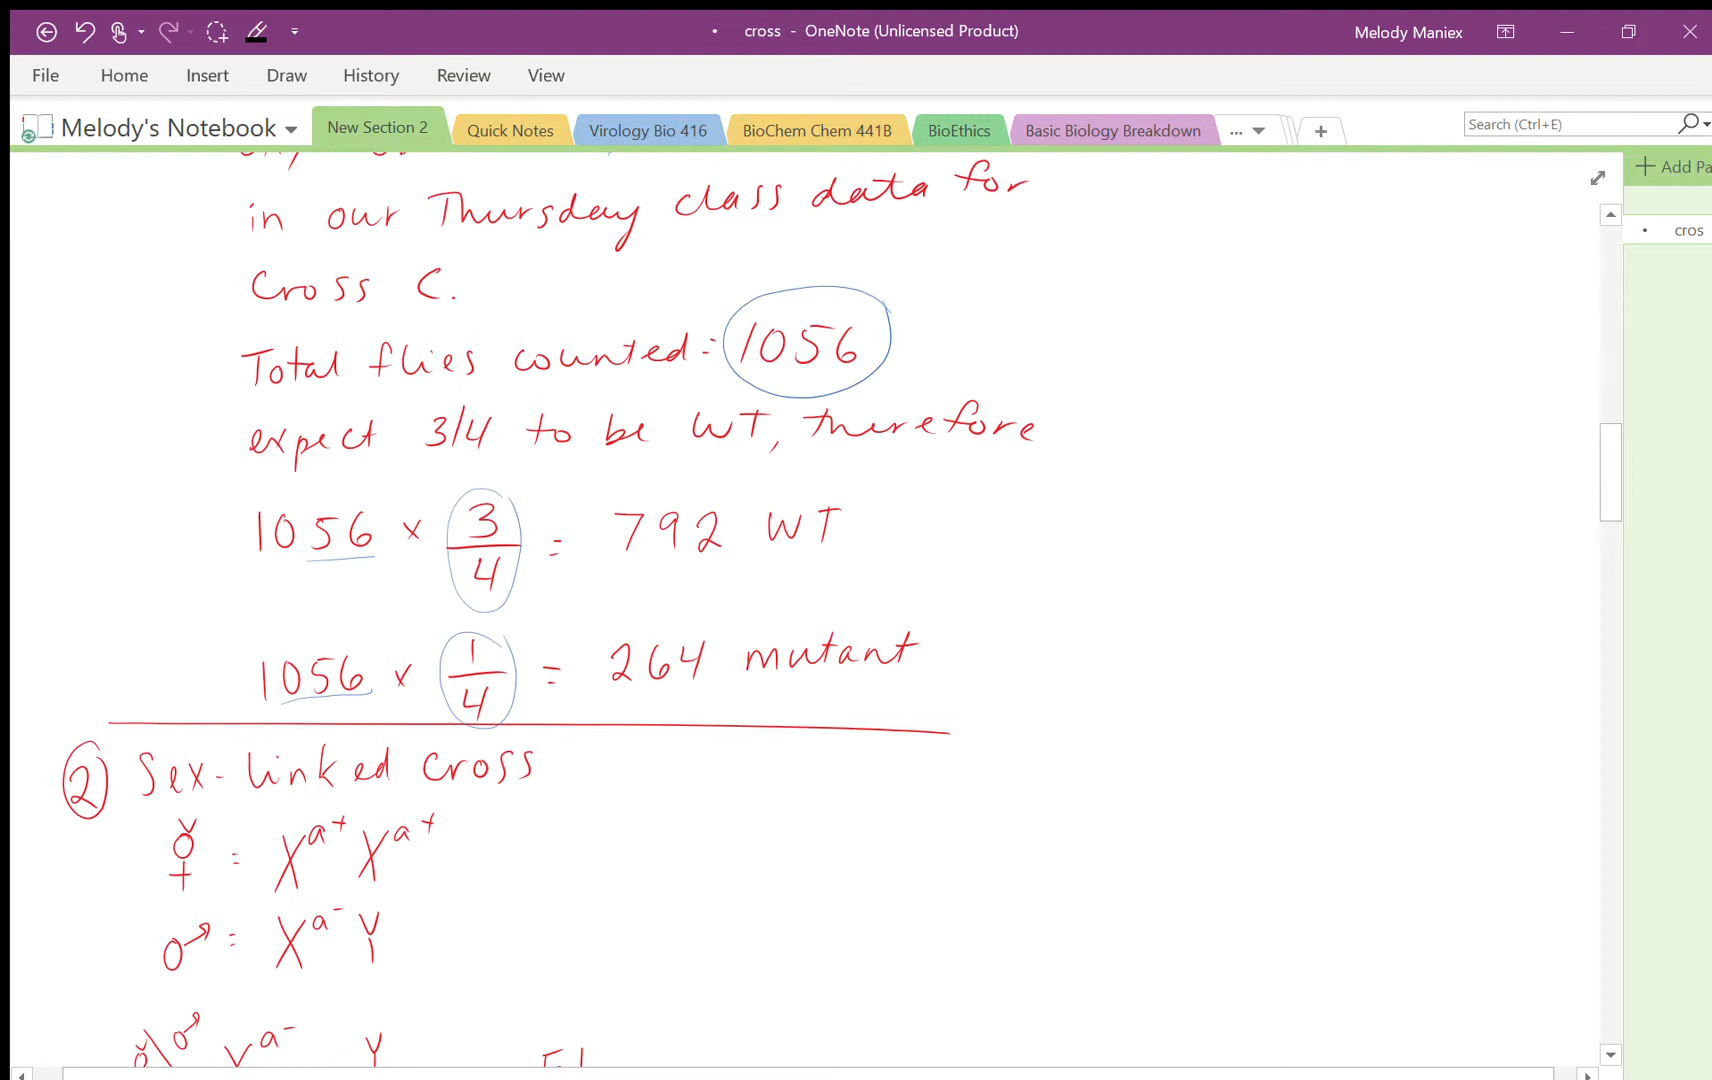 cross - OneNote (Unlicensed Product)
Melody Maniex
File Home Insert Draw History Review View
Melody's Notebook
New Section 2
Quick Notes
Virology Bio 416
BioChem Chem 441B
BioEthics
Basic Biology Breakdown
...
Search (Ctrl+E)
Add Pa
cros
in our Thursday class data for
Cross C.
Total flies counted: 1056
expect 3/4 to be WT, therefore
1056 x 3/4 = 792 WT
1056 x 1/4 = 264 mutant
2 Sex-linked cross
♀ = X^a+ X^a+
♂ = X^a- Y
♀\♂ X^a- Y F1